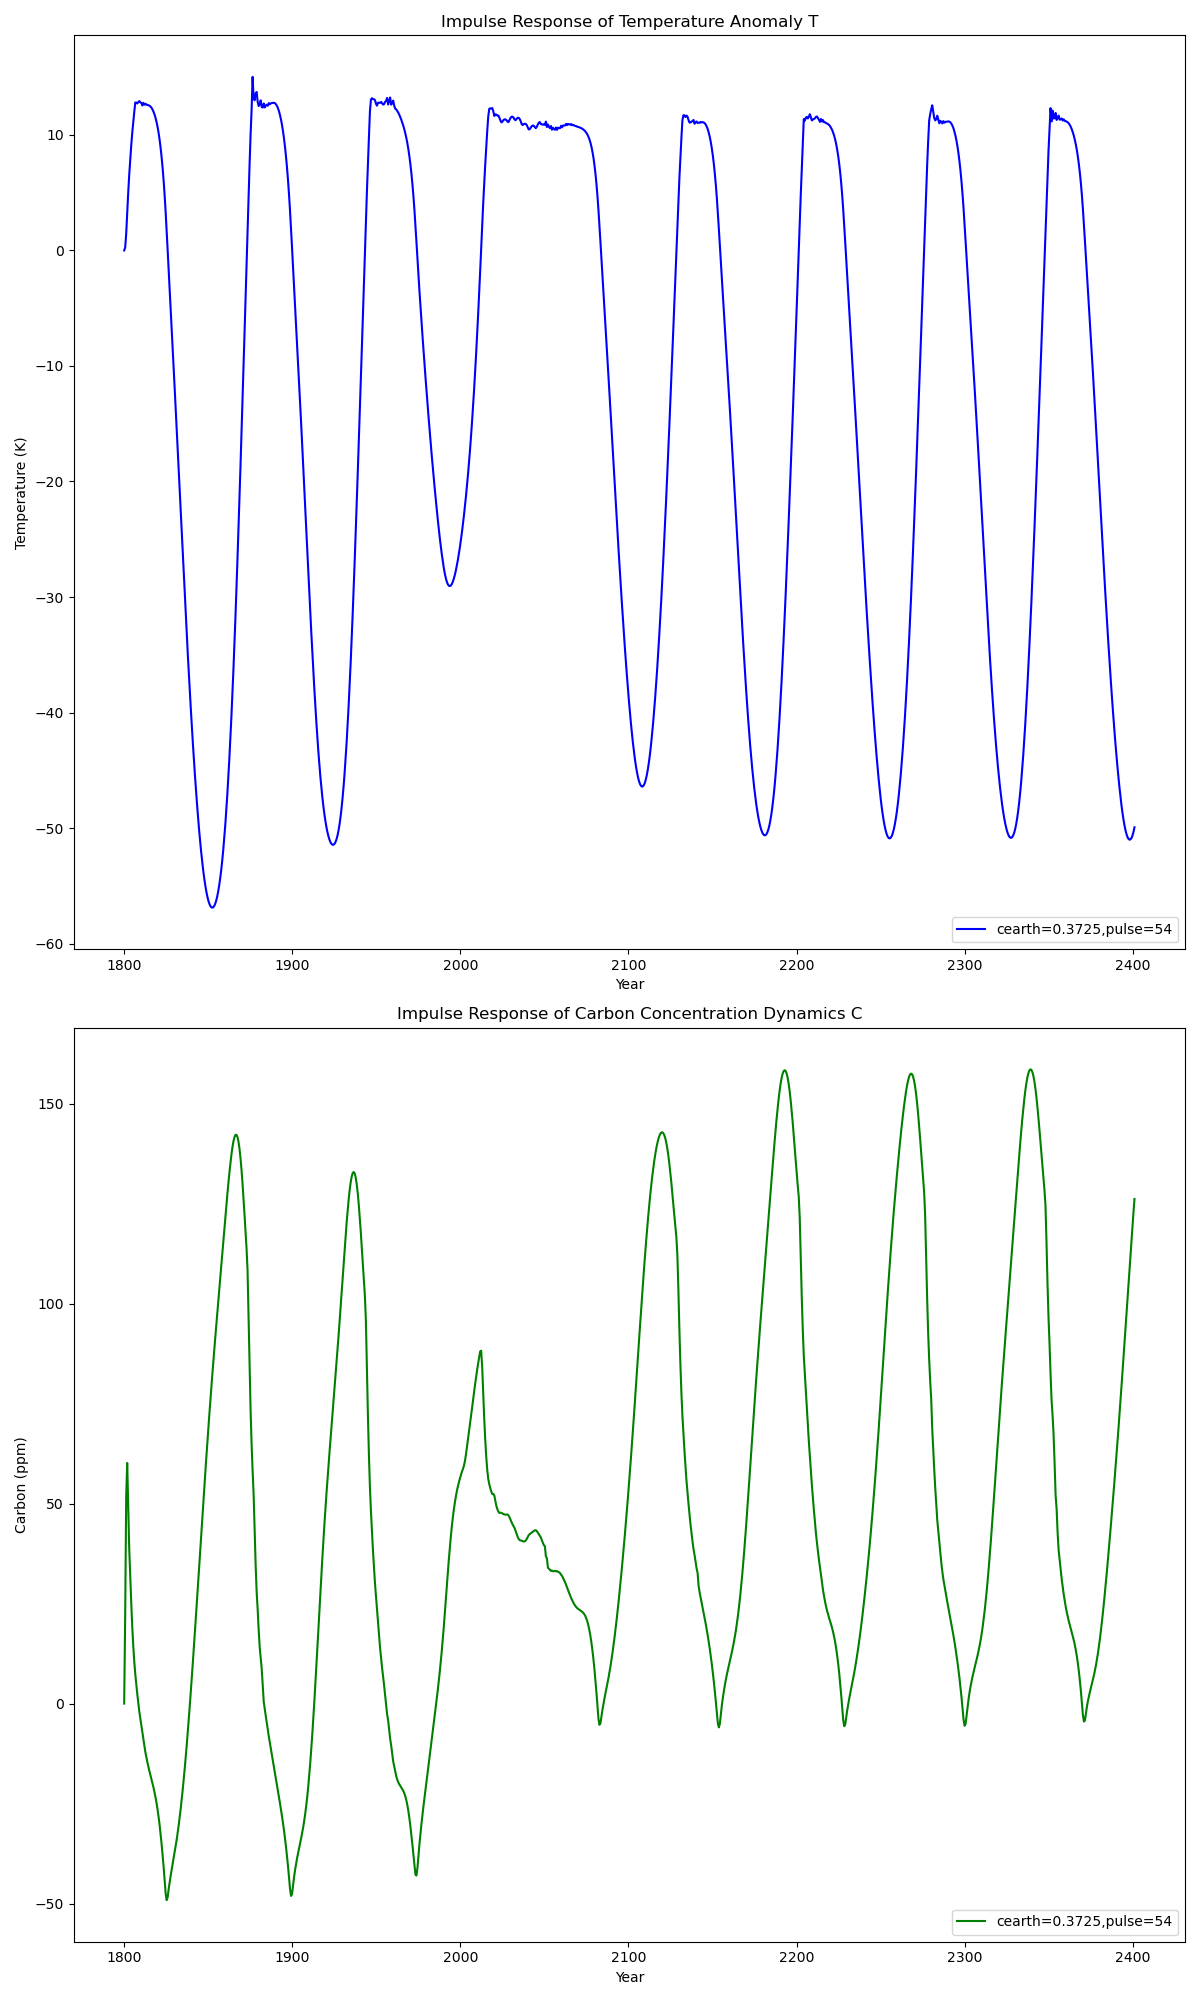 Impulse Response of Temperature Anomaly T
Temperature (K)
10
0
−10
−20
−30
−40
−50
−60
cearth=0.3725,pulse=54
1800 1900 2000 2100 2200 2300 2400
Year
Impulse Response of Carbon Concentration Dynamics C
Carbon (ppm)
150
100
50
0
−50
cearth=0.3725,pulse=54
1800 1900 2000 2100 2200 2300 2400
Year